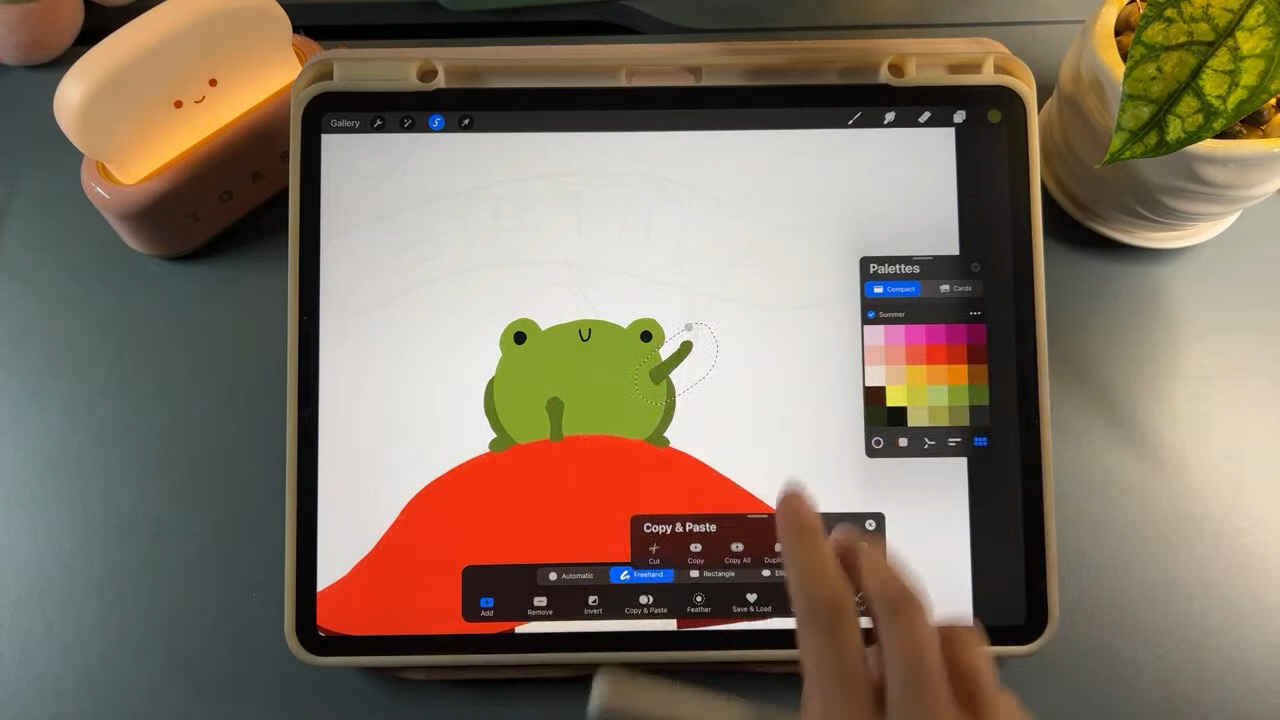 Gallery
TOAS
Palettes
Compact
Cards
Summer
Copy & Paste
Cut
Copy
Copy All
Automatic
Freehand
Rectangle
Add
Remove
Invert
Copy & Paste
Feather
Save & Load